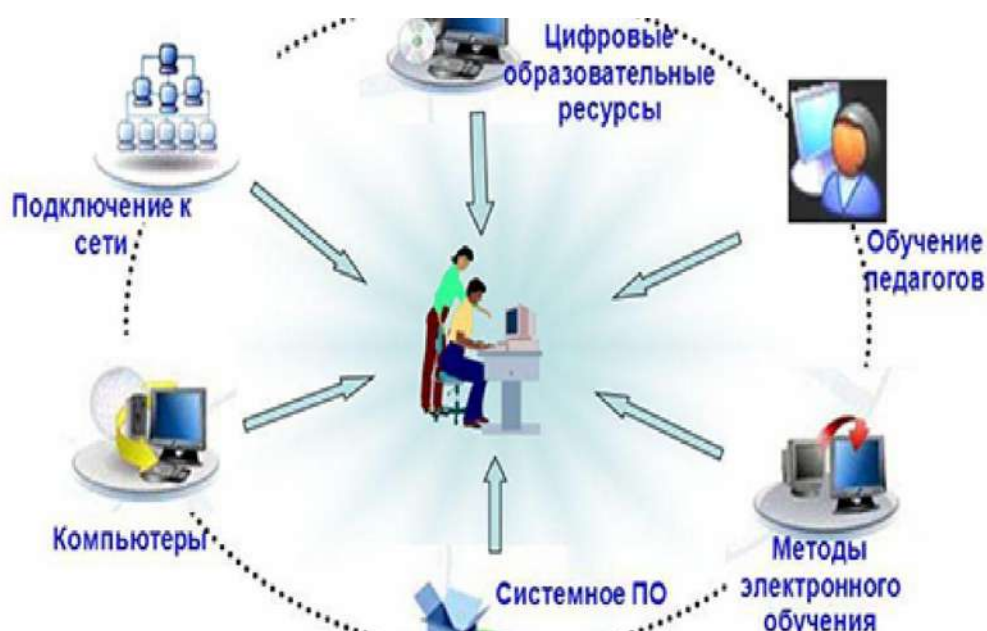 Цифровые
образовательные
ресурсы
Подключение к
сети
Обучение
педагогов
Компьютеры
Системное ПО
Методы
электронного
обучения